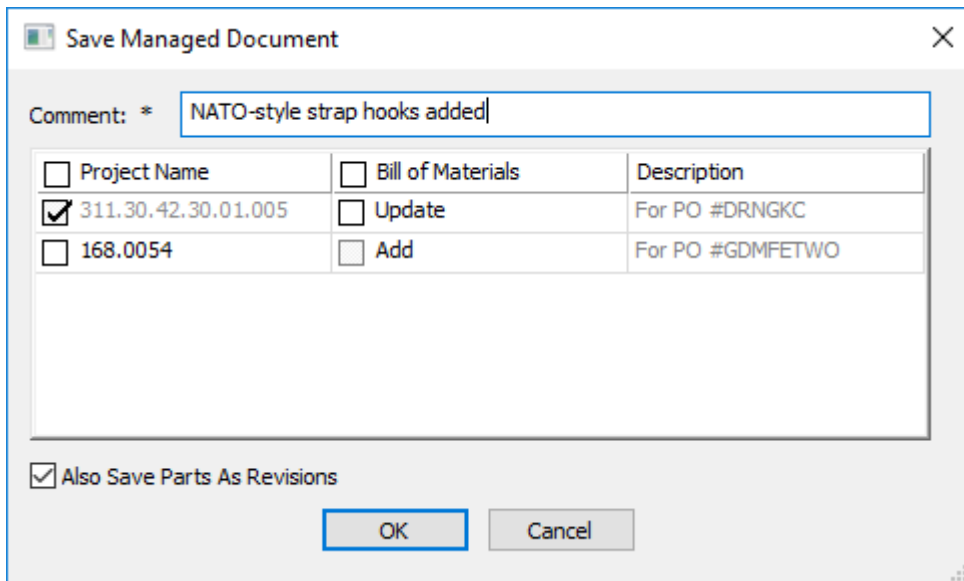 Save Managed Document
Comment: * NATO-style strap hooks added
Project Name Bill of Materials Description
311.30.42.30.01.005 Update For PO #DRNGKC
168.0054 Add For PO #GDMFETWO
Also Save Parts As Revisions
OK Cancel